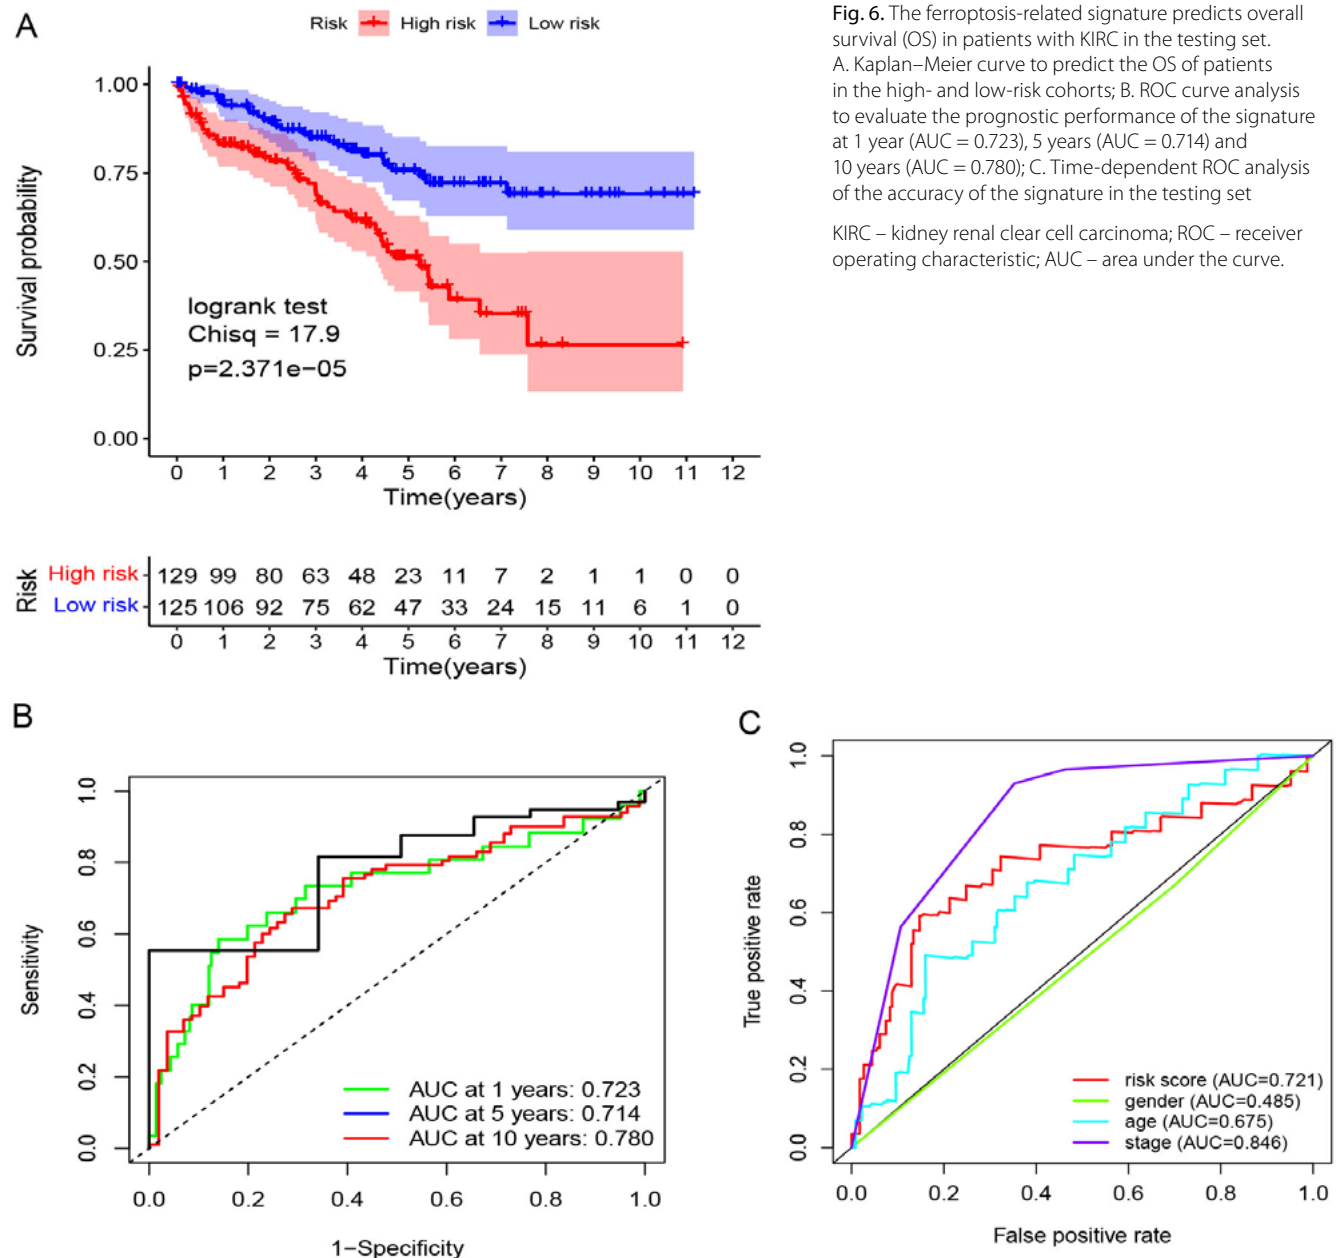 A
Risk High risk Low risk
Survival probability
1.00
0.75
0.50
0.25
0.00
logrank test
Chisq = 17.9
p=2.371e−05
0 1 2 3 4 5 6 7 8 9 10 11 12
Time(years)
Risk
High risk 129 99 80 63 48 23 11 7 2 1 1 0 0
Low risk 125 106 92 75 62 47 33 24 15 11 6 1 0
0 1 2 3 4 5 6 7 8 9 10 11 12
Time(years)
Fig. 6. The ferroptosis-related signature predicts overall
survival (OS) in patients with KIRC in the testing set.
A. Kaplan–Meier curve to predict the OS of patients
in the high- and low-risk cohorts; B. ROC curve analysis
to evaluate the prognostic performance of the signature
at 1 year (AUC = 0.723), 5 years (AUC = 0.714) and
10 years (AUC = 0.780); C. Time-dependent ROC analysis
of the accuracy of the signature in the testing set
KIRC – kidney renal clear cell carcinoma; ROC – receiver
operating characteristic; AUC – area under the curve.
B
Sensitivity
1.0
0.8
0.6
0.4
0.2
0.0
AUC at 1 years: 0.723
AUC at 5 years: 0.714
AUC at 10 years: 0.780
0.0 0.2 0.4 0.6 0.8 1.0
1−Specificity
C
True positive rate
1.0
0.8
0.6
0.4
0.2
0.0
risk score (AUC=0.721)
gender (AUC=0.485)
age (AUC=0.675)
stage (AUC=0.846)
0.0 0.2 0.4 0.6 0.8 1.0
False positive rate